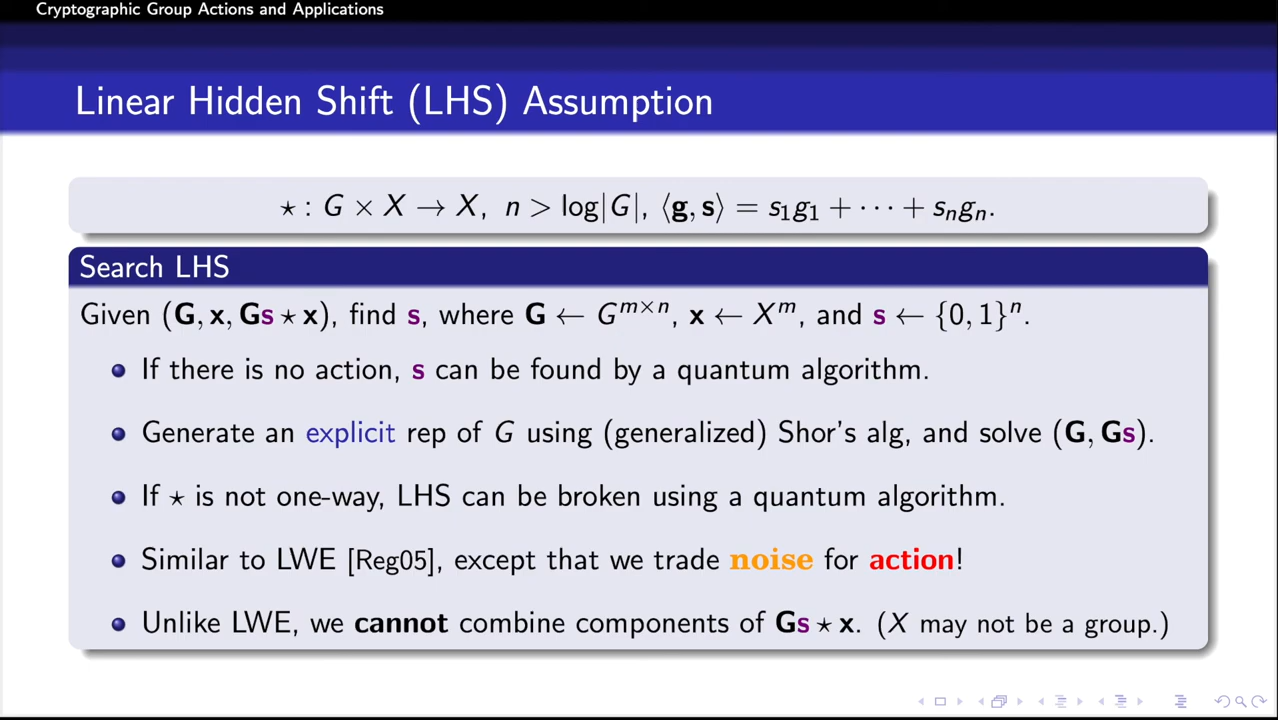 Cryptographic Group Actions and Applications
Linear Hidden Shift (LHS) Assumption
⋆ : G × X → X, n > log|G|, ⟨g, s⟩ = s₁g₁ + ⋯ + sₙgₙ.
Search LHS
Given (G, x, Gs ⋆ x), find s, where G ← Gᵐˣⁿ, x ← Xᵐ, and s ← {0, 1}ⁿ.
If there is no action, s can be found by a quantum algorithm.
Generate an explicit rep of G using (generalized) Shor's alg, and solve (G, Gs).
If ⋆ is not one-way, LHS can be broken using a quantum algorithm.
Similar to LWE [Reg05], except that we trade noise for action!
Unlike LWE, we cannot combine components of Gs ⋆ x. (X may not be a group.)